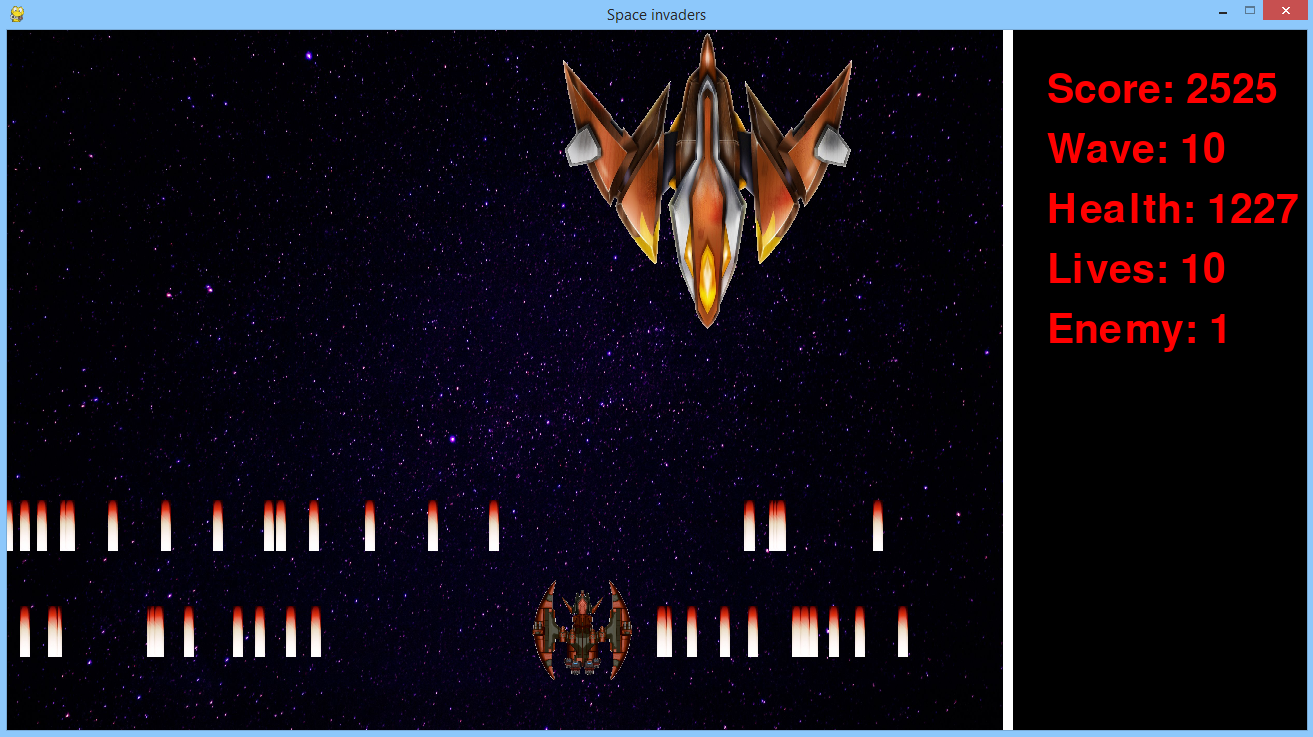 Space invaders
Score: 2525
Wave: 10
Health: 1227
Lives: 10
Enemy: 1